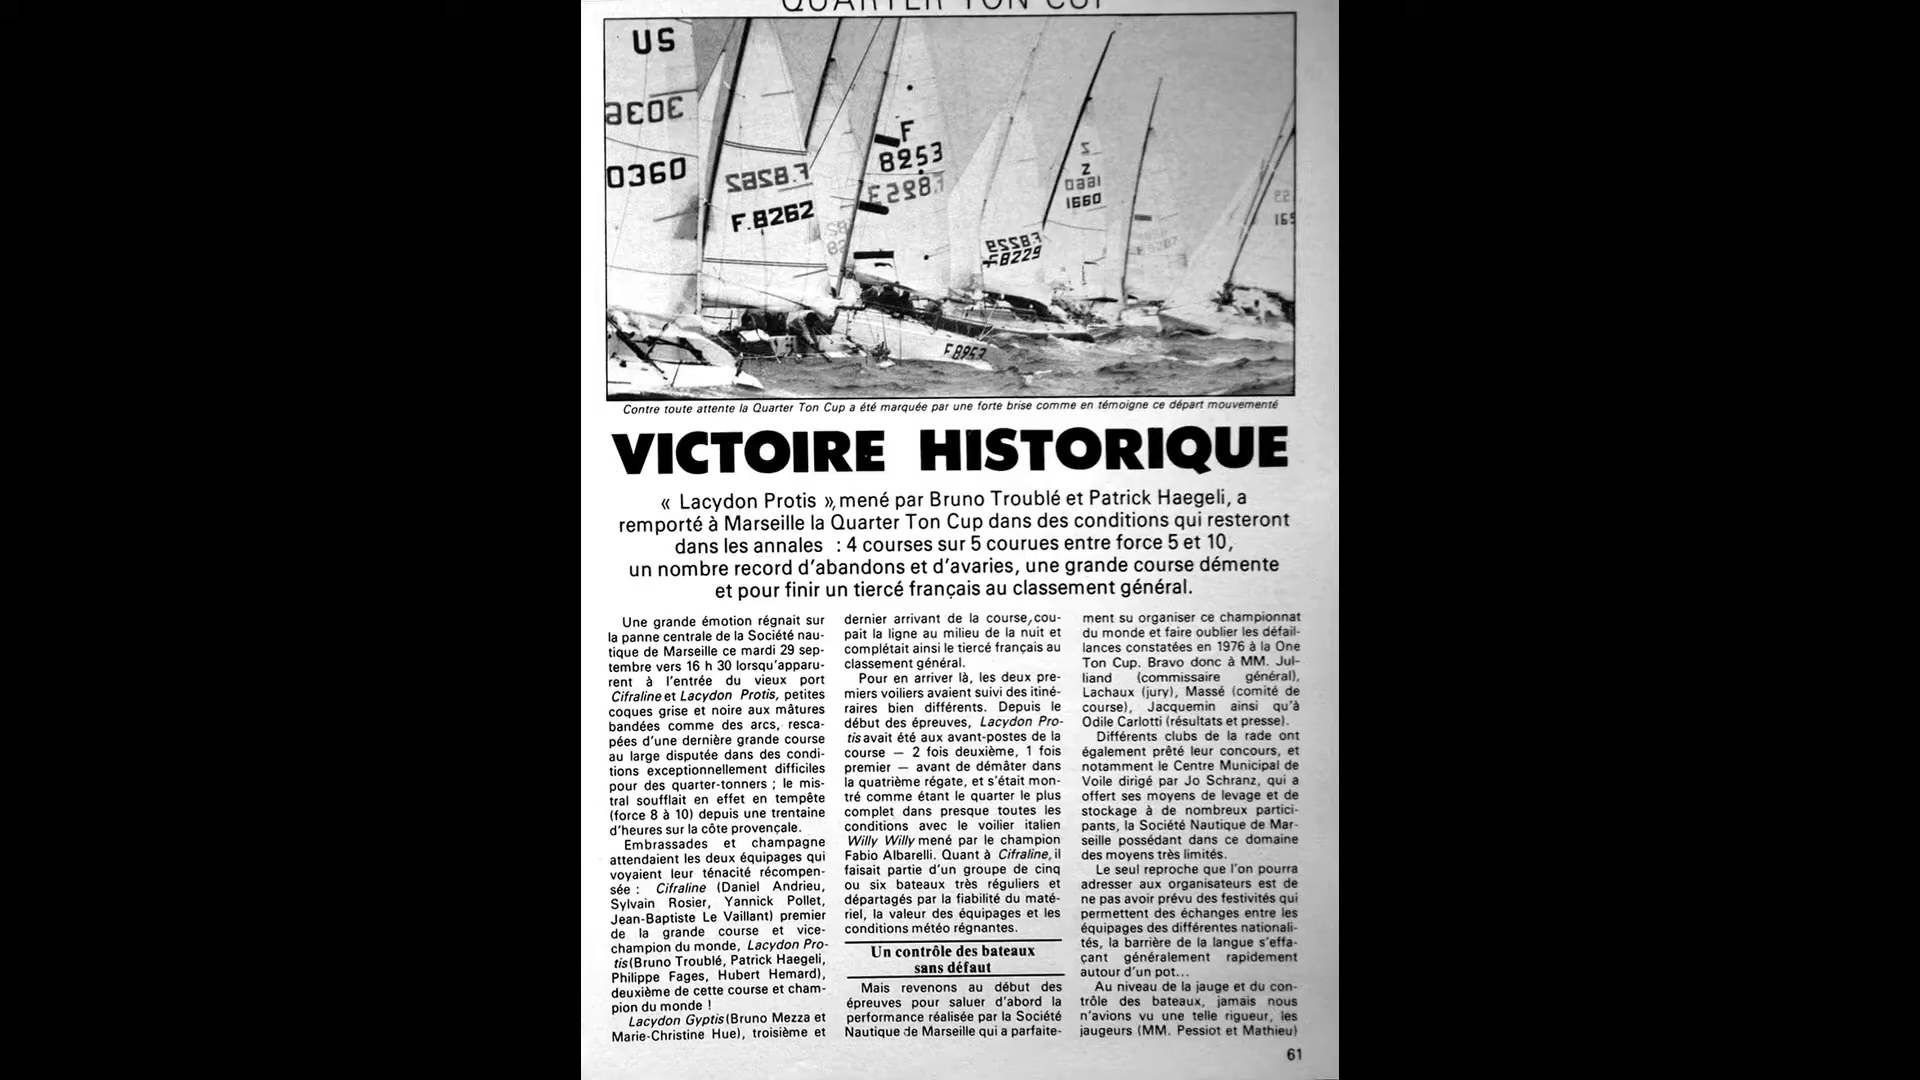 QUARTER TON CUP
US
0360
F.8262
F
8953
Z
1660
F8229
F 8953
Contre toute attente la Quarter Ton Cup a été marquée par une forte brise comme en témoigne ce départ mouvementé
VICTOIRE HISTORIQUE
« Lacydon Protis », mené par Bruno Troublé et Patrick Haegeli, a
remporté à Marseille la Quarter Ton Cup dans des conditions qui resteront
dans les annales : 4 courses sur 5 courues entre force 5 et 10,
un nombre record d'abandons et d'avaries, une grande course démente
et pour finir un tiercé français au classement général.
Une grande émotion régnait sur
la panne centrale de la Société nau-
tique de Marseille ce mardi 29 sep-
tembre vers 16 h 30 lorsqu'apparu-
rent à l'entrée du vieux port
Cifraline et Lacydon Protis, petites
coques grise et noire aux mâtures
bandées comme des arcs, resca-
pées d'une dernière grande course
au large disputée dans des condi-
tions exceptionnellement difficiles
pour des quarter-tonners ; le mis-
tral soufflait en effet en tempête
(force 8 à 10) depuis une trentaine
d'heures sur la côte provençale.
Embrassades et champagne
attendaient les deux équipages qui
voyaient leur ténacité récompen-
sée : Cifraline (Daniel Andrieu,
Sylvain Rosier, Yannick Pollet,
Jean-Baptiste Le Vaillant) premier
de la grande course et vice-
champion du monde, Lacydon Pro-
tis (Bruno Troublé, Patrick Haegeli,
Philippe Fages, Hubert Hemard),
deuxième de cette course et cham-
pion du monde !
Lacydon Gyptis (Bruno Mezza et
Marie-Christine Hue), troisième et
dernier arrivant de la course, cou-
pait la ligne au milieu de la nuit et
complétait ainsi le tiercé français au
classement général.
Pour en arriver là, les deux pre-
miers voiliers avaient suivi des itiné-
raires bien différents. Depuis le
début des épreuves, Lacydon Pro-
tis avait été aux avant-postes de la
course — 2 fois deuxième, 1 fois
premier — avant de démâter dans
la quatrième régate, et s'était mon-
tré comme étant le quarter le plus
complet dans presque toutes les
conditions avec le voilier italien
Willy Willy mené par le champion
Fabio Albarelli. Quant à Cifraline, il
faisait partie d'un groupe de cinq
ou six bateaux très réguliers et
départagés par la fiabilité du maté-
riel, la valeur des équipages et les
conditions météo régnantes.
Un contrôle des bateaux
sans défaut
Mais revenons au début des
épreuves pour saluer d'abord la
performance réalisée par la Société
Nautique de Marseille qui a parfaite-
ment su organiser ce championnat
du monde et faire oublier les défail-
lances constatées en 1976 à la One
Ton Cup. Bravo donc à MM. Jul-
liand (commissaire général),
Lachaux (jury), Massé (comité de
course), Jacquemin ainsi qu'à
Odile Carlotti (résultats et presse).
Différents clubs de la rade ont
également prêté leur concours, et
notamment le Centre Municipal de
Voile dirigé par Jo Schranz, qui a
offert ses moyens de levage et de
stockage à de nombreux partici-
pants, la Société Nautique de Mar-
seille possédant dans ce domaine
des moyens très limités.
Le seul reproche que l'on pourra
adresser aux organisateurs est de
ne pas avoir prévu des festivités qui
permettent des échanges entre les
équipages des différentes nationali-
tés, la barrière de la langue s'effa-
çant généralement rapidement
autour d'un pot...
Au niveau de la jauge et du con-
trôle des bateaux, jamais nous
n'avions vu une telle rigueur, les
jaugeurs (MM. Pessiot et Mathieu)
61